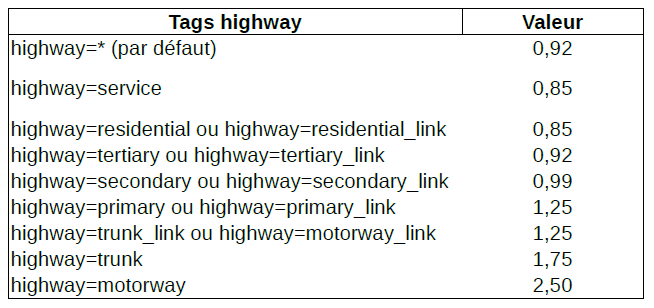 Tags highway Valeur
highway=* (par défaut) 0,92
highway=service 0,85
highway=residential ou highway=residential_link 0,85
highway=tertiary ou highway=tertiary_link 0,92
highway=secondary ou highway=secondary_link 0,99
highway=primary ou highway=primary_link 1,25
highway=trunk_link ou highway=motorway_link 1,25
highway=trunk 1,75
highway=motorway 2,50